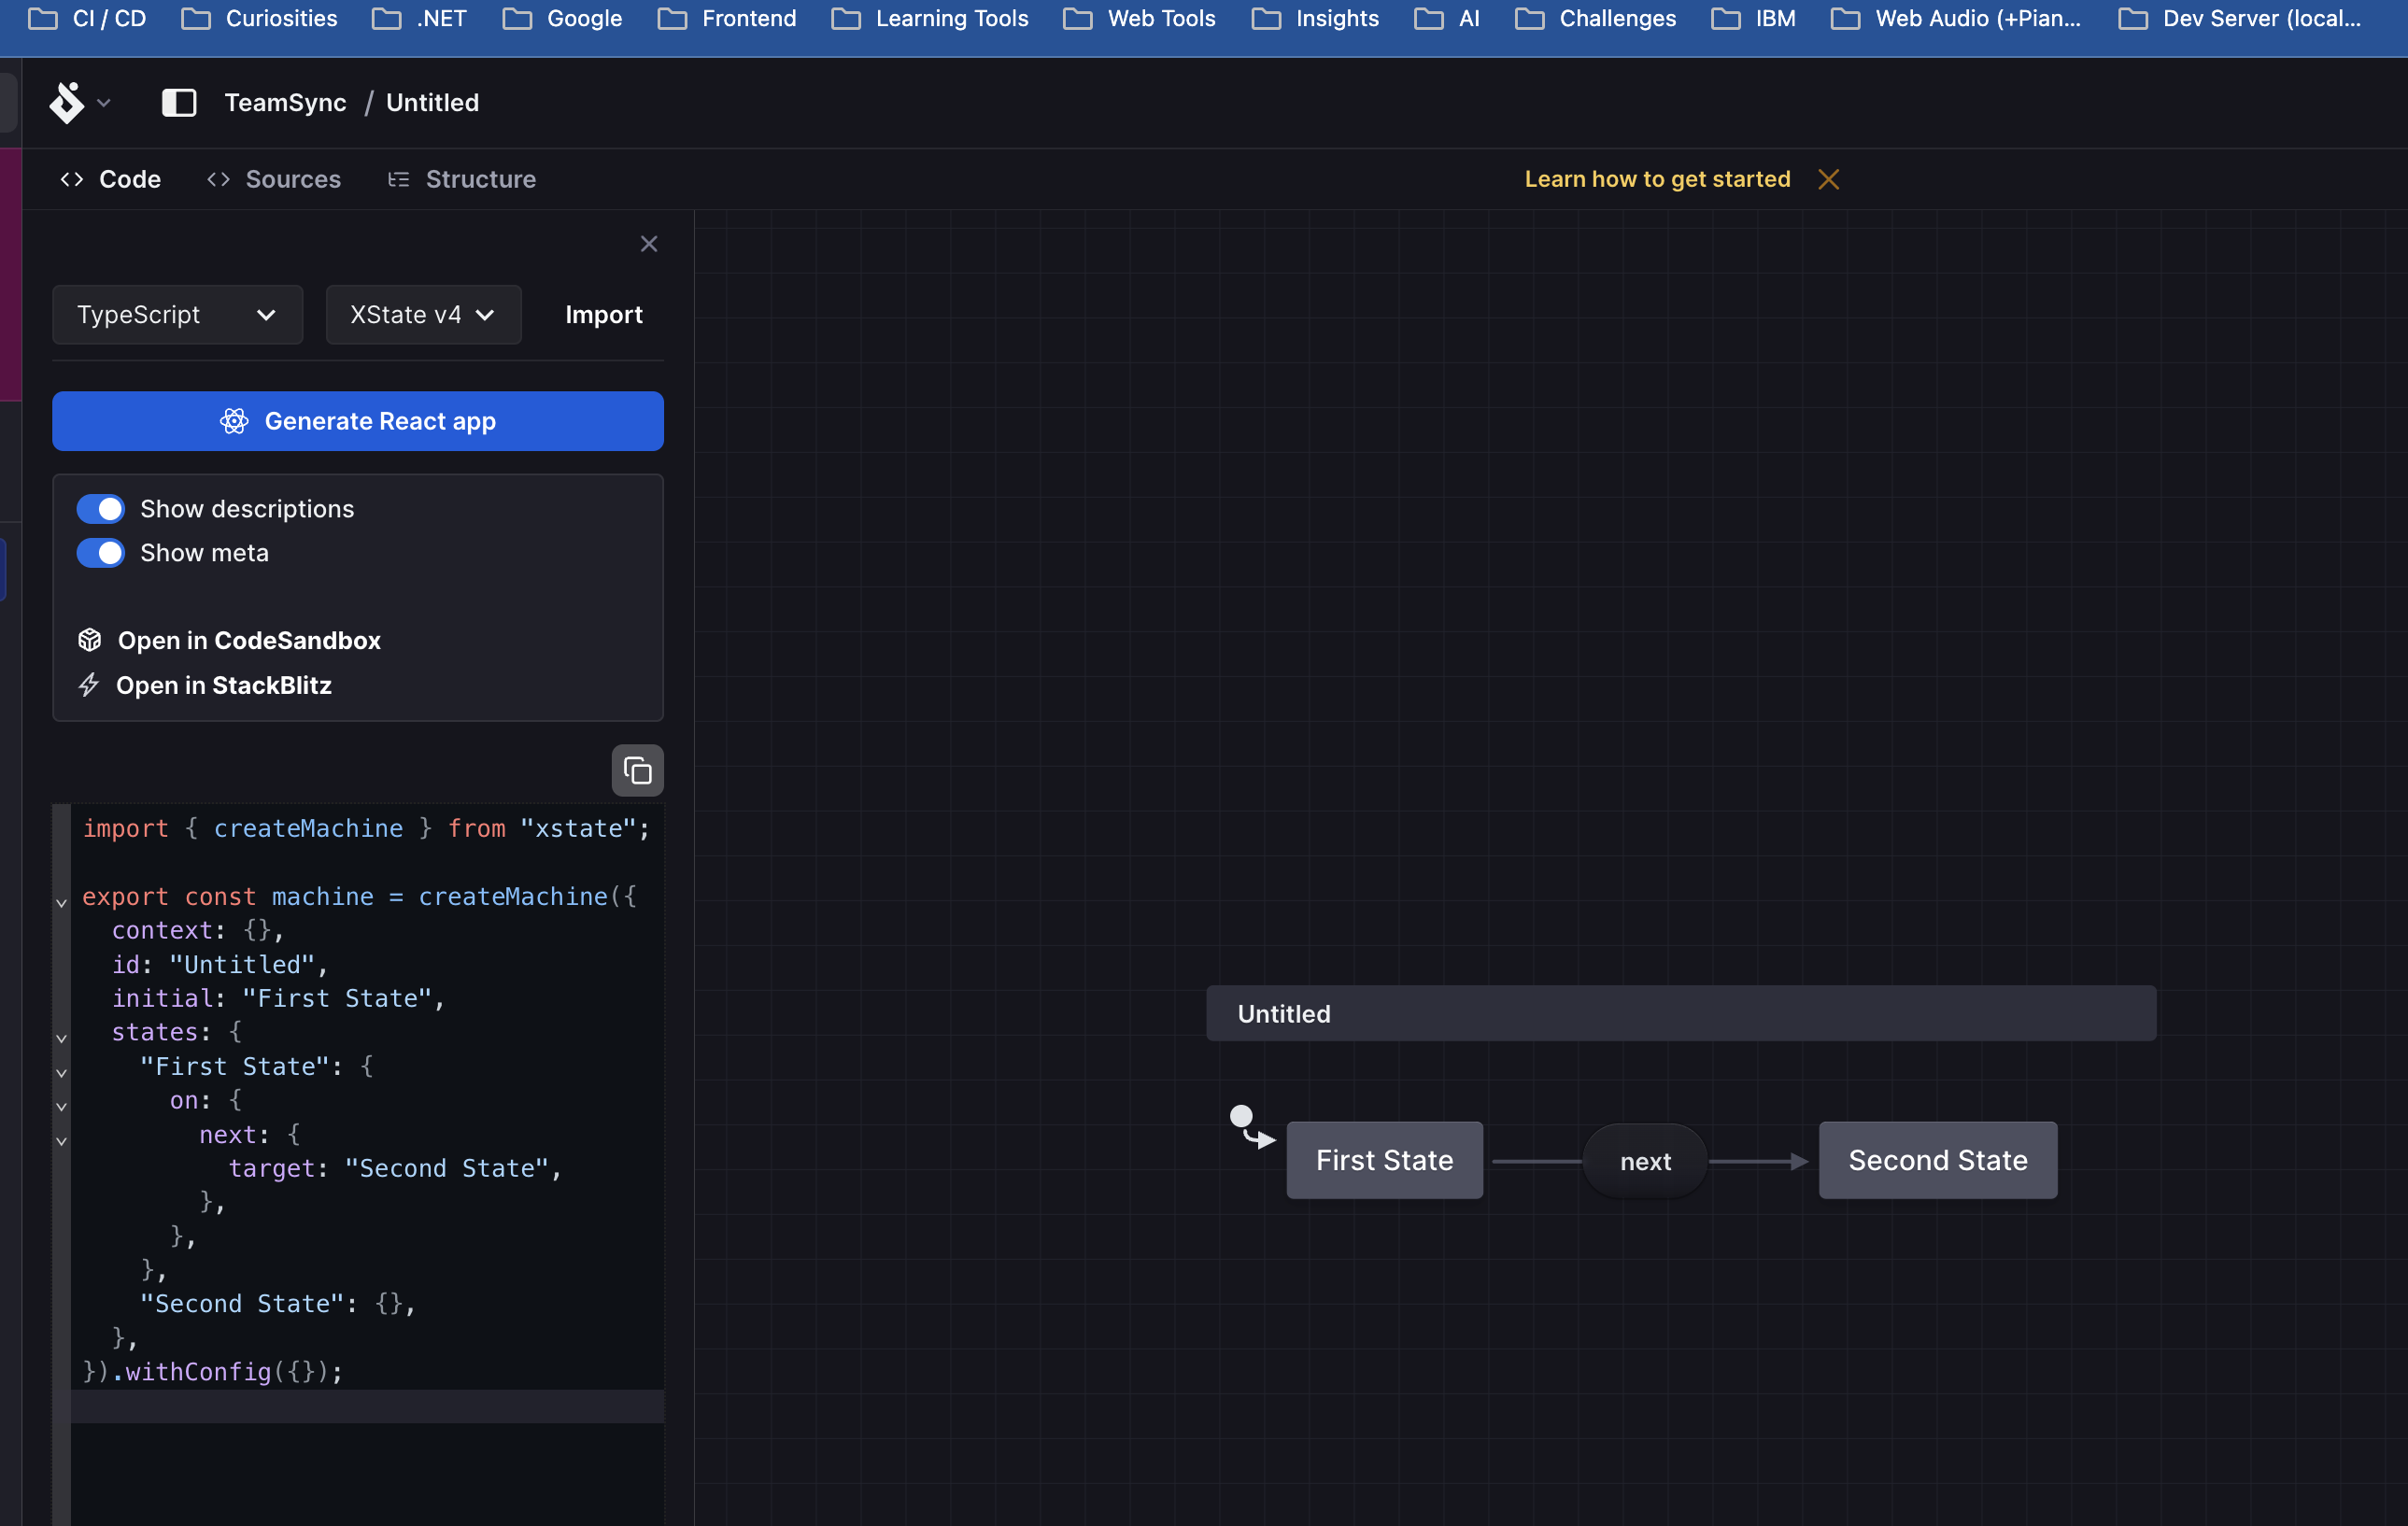 CI / CD Curiosities .NET Google Frontend Learning Tools Web Tools Insights AI Challenges IBM Web Audio (+Pian... Dev Server (local...
TeamSync / Untitled
Code Sources Structure Learn how to get started
TypeScript XState v4 Import
Generate React app
Show descriptions
Show meta
Open in CodeSandbox
Open in StackBlitz
import { createMachine } from "xstate";
export const machine = createMachine({
  context: {},
  id: "Untitled",
  initial: "First State",
  states: {
    "First State": {
      on: {
        next: {
          target: "Second State",
        },
      },
    },
    "Second State": {},
  },
}).withConfig({});
Untitled
First State next Second State